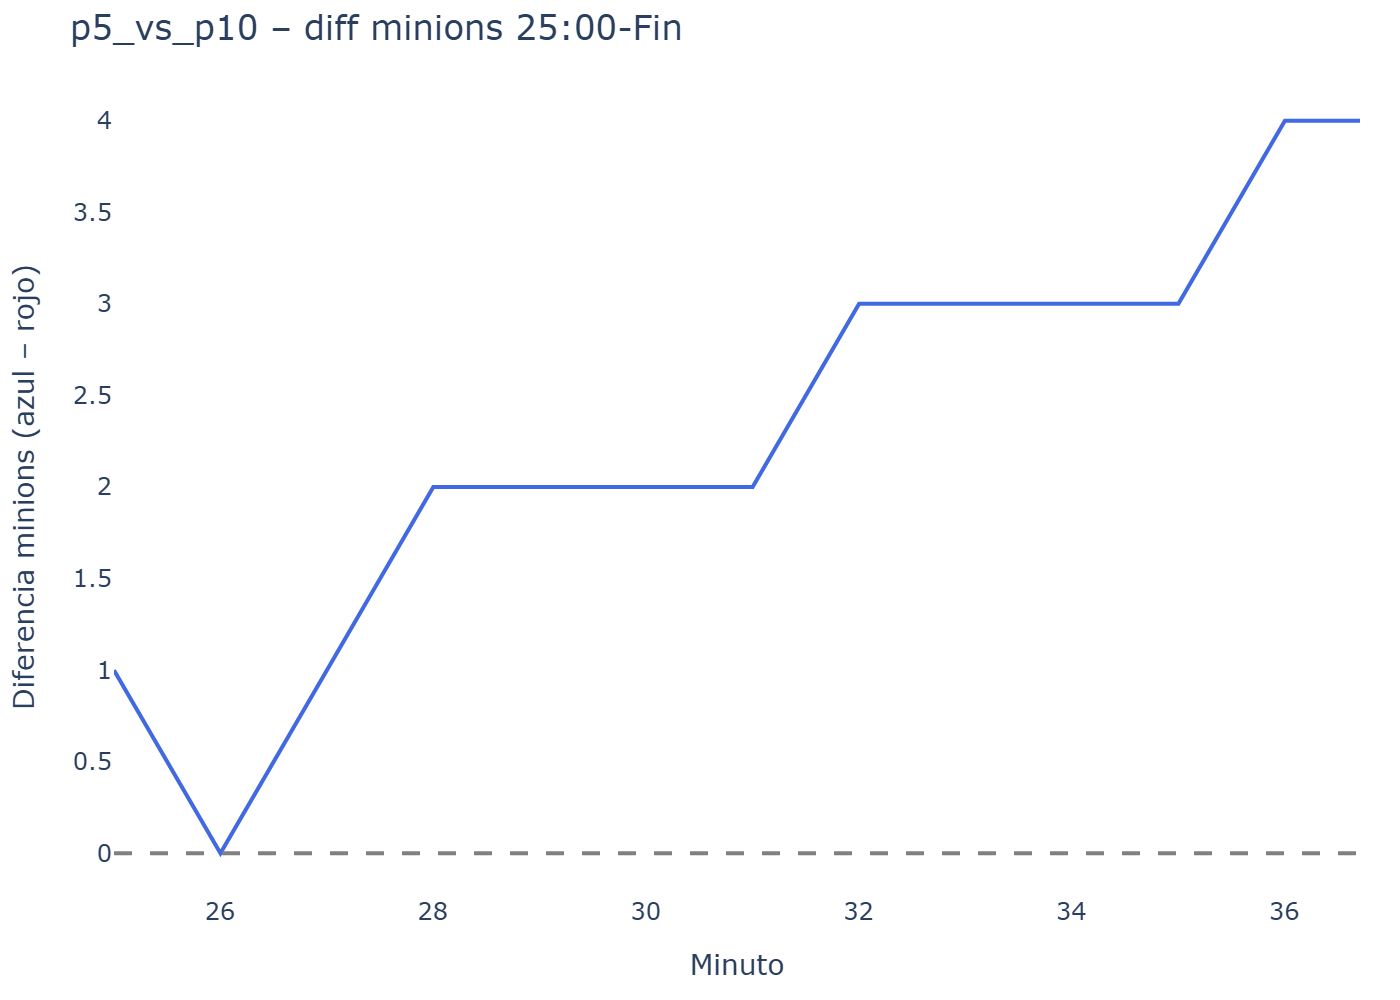 p5_vs_p10 – diff minions 25:00-Fin
Diferencia minions (azul – rojo)
4
3.5
3
2.5
2
1.5
1
0.5
0
26 28 30 32 34 36
Minuto